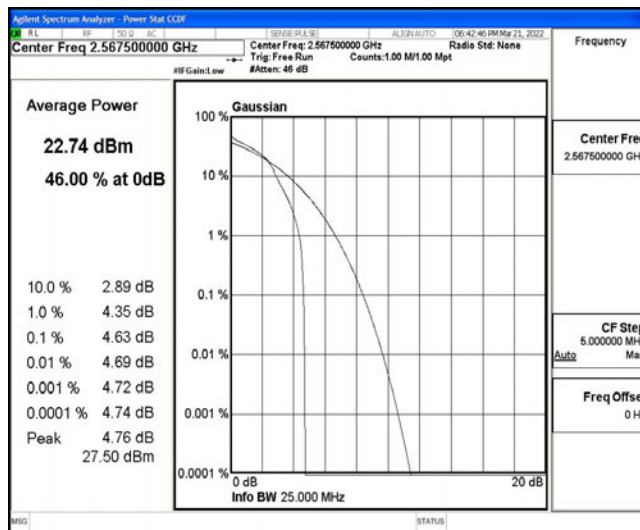 Agilent Spectrum Analyzer - Power Stat CCDF
RL RF 50 Ω AC SENSE:PULSE ALIGN AUTO 06:42:46 PM Mar 21, 2022
Center Freq 2.567500000 GHz
Center Freq: 2.567500000 GHz Radio Std: None
Trig: Free Run Counts:1.00 M/1.00 Mpt
#IFGain:Low #Atten: 46 dB
Frequency
Average Power
22.74 dBm
46.00 % at 0dB
10.0 % 2.89 dB
1.0 % 4.35 dB
0.1 % 4.63 dB
0.01 % 4.69 dB
0.001 % 4.72 dB
0.0001 % 4.74 dB
Peak 4.76 dB
27.50 dBm
Gaussian
100 %
10 %
1 %
0.1 %
0.01 %
0.001 %
0.0001 %
0 dB 20 dB
Info BW 25.000 MHz
Center Fre
2.567500000 GH
CF Step
5.000000 MH
Auto Ma
Freq Offse
0 H
MSG STATUS